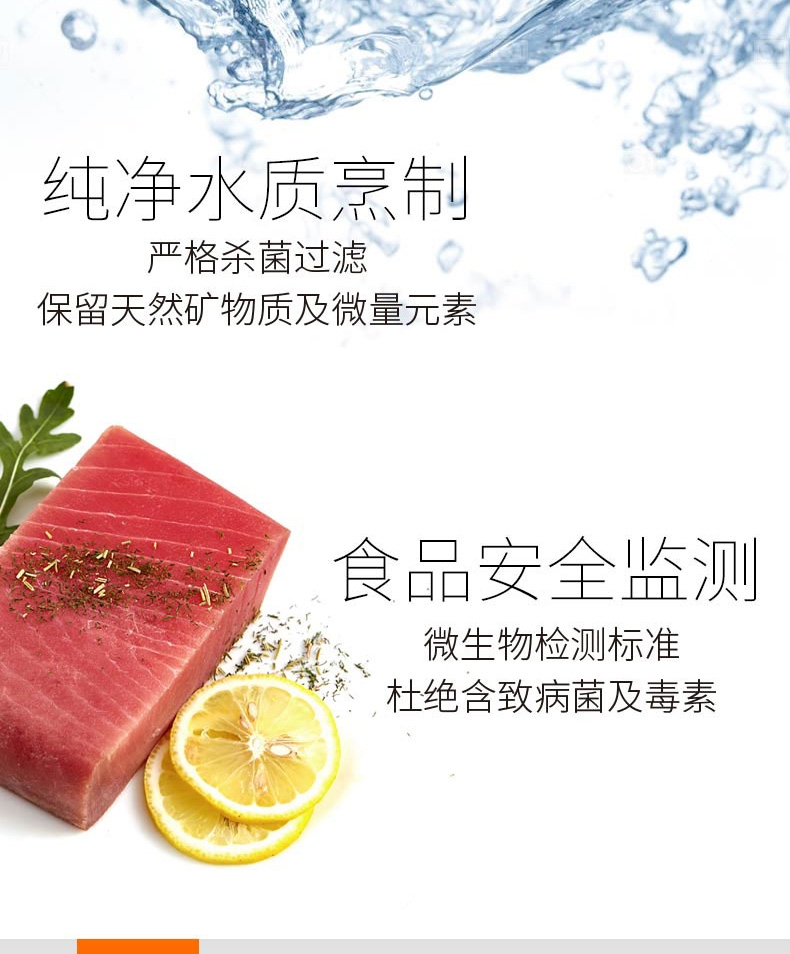 纯净水质烹制
严格杀菌过滤
保留天然矿物质及微量元素
食品安全监测
微生物检测标准
杜绝含致病菌及毒素